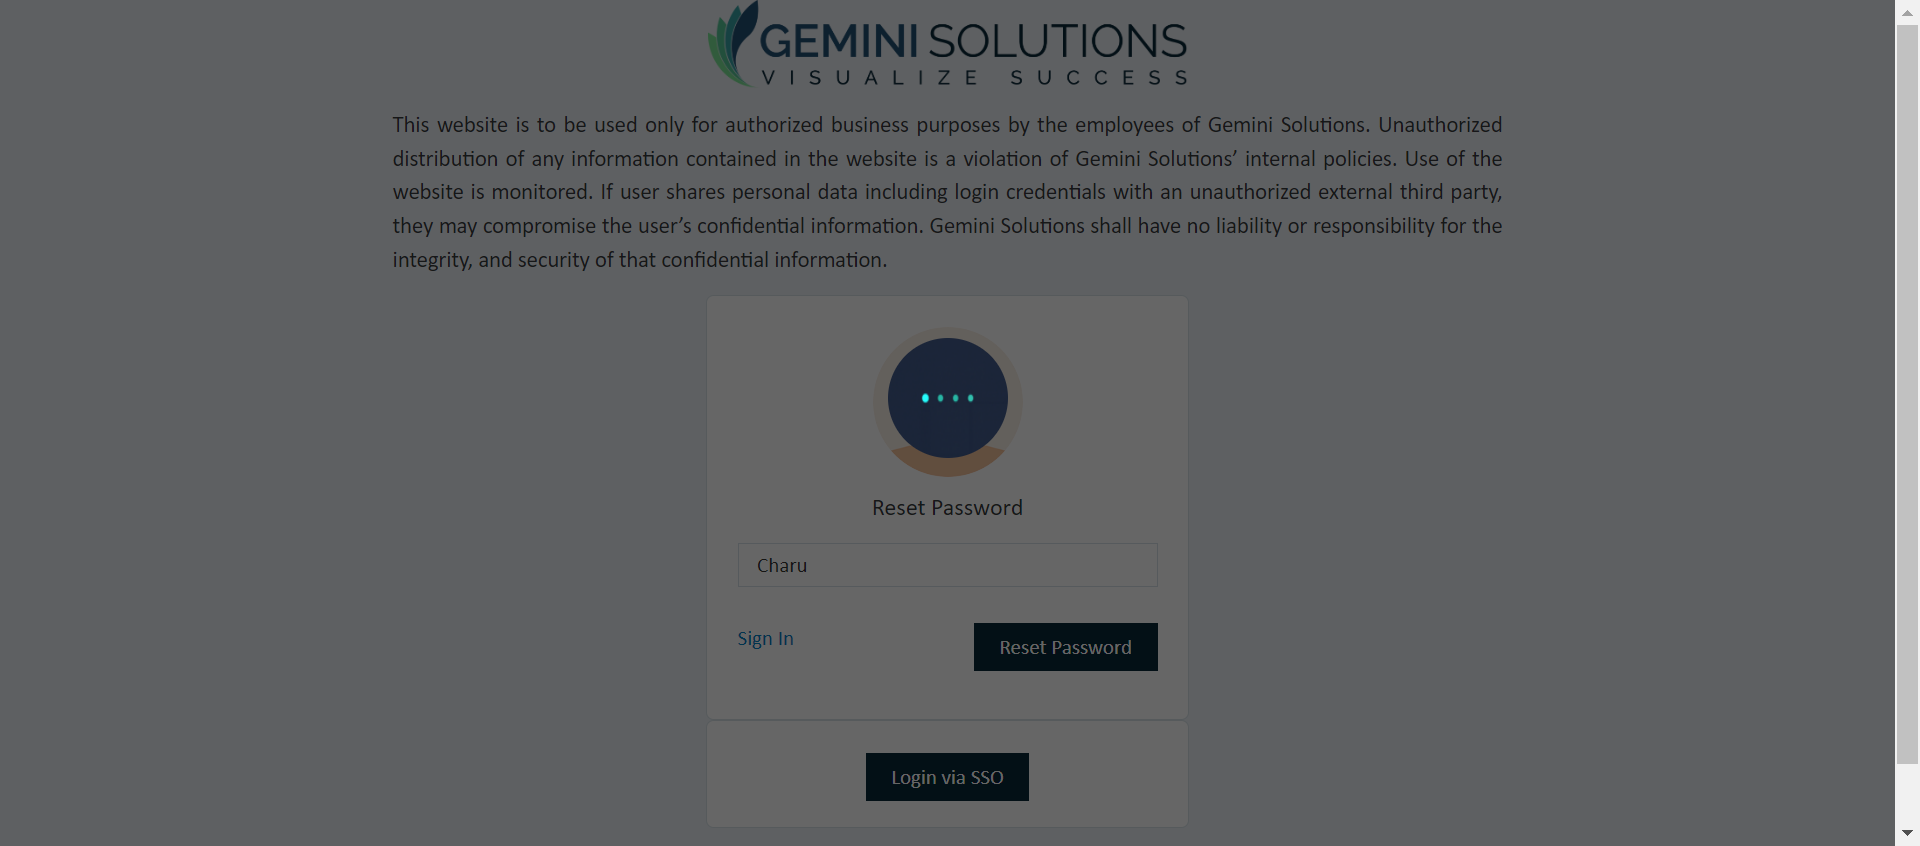 GEMINI SOLUTIONS
VISUALIZE SUCCESS
This website is to be used only for authorized business purposes by the employees of Gemini Solutions. Unauthorized
distribution of any information contained in the website is a violation of Gemini Solutions’ internal policies. Use of the
website is monitored. If user shares personal data including login credentials with an unauthorized external third party,
they may compromise the user’s confidential information. Gemini Solutions shall have no liability or responsibility for the
integrity, and security of that confidential information.
Reset Password
Charu
Sign In
Reset Password
Login via SSO